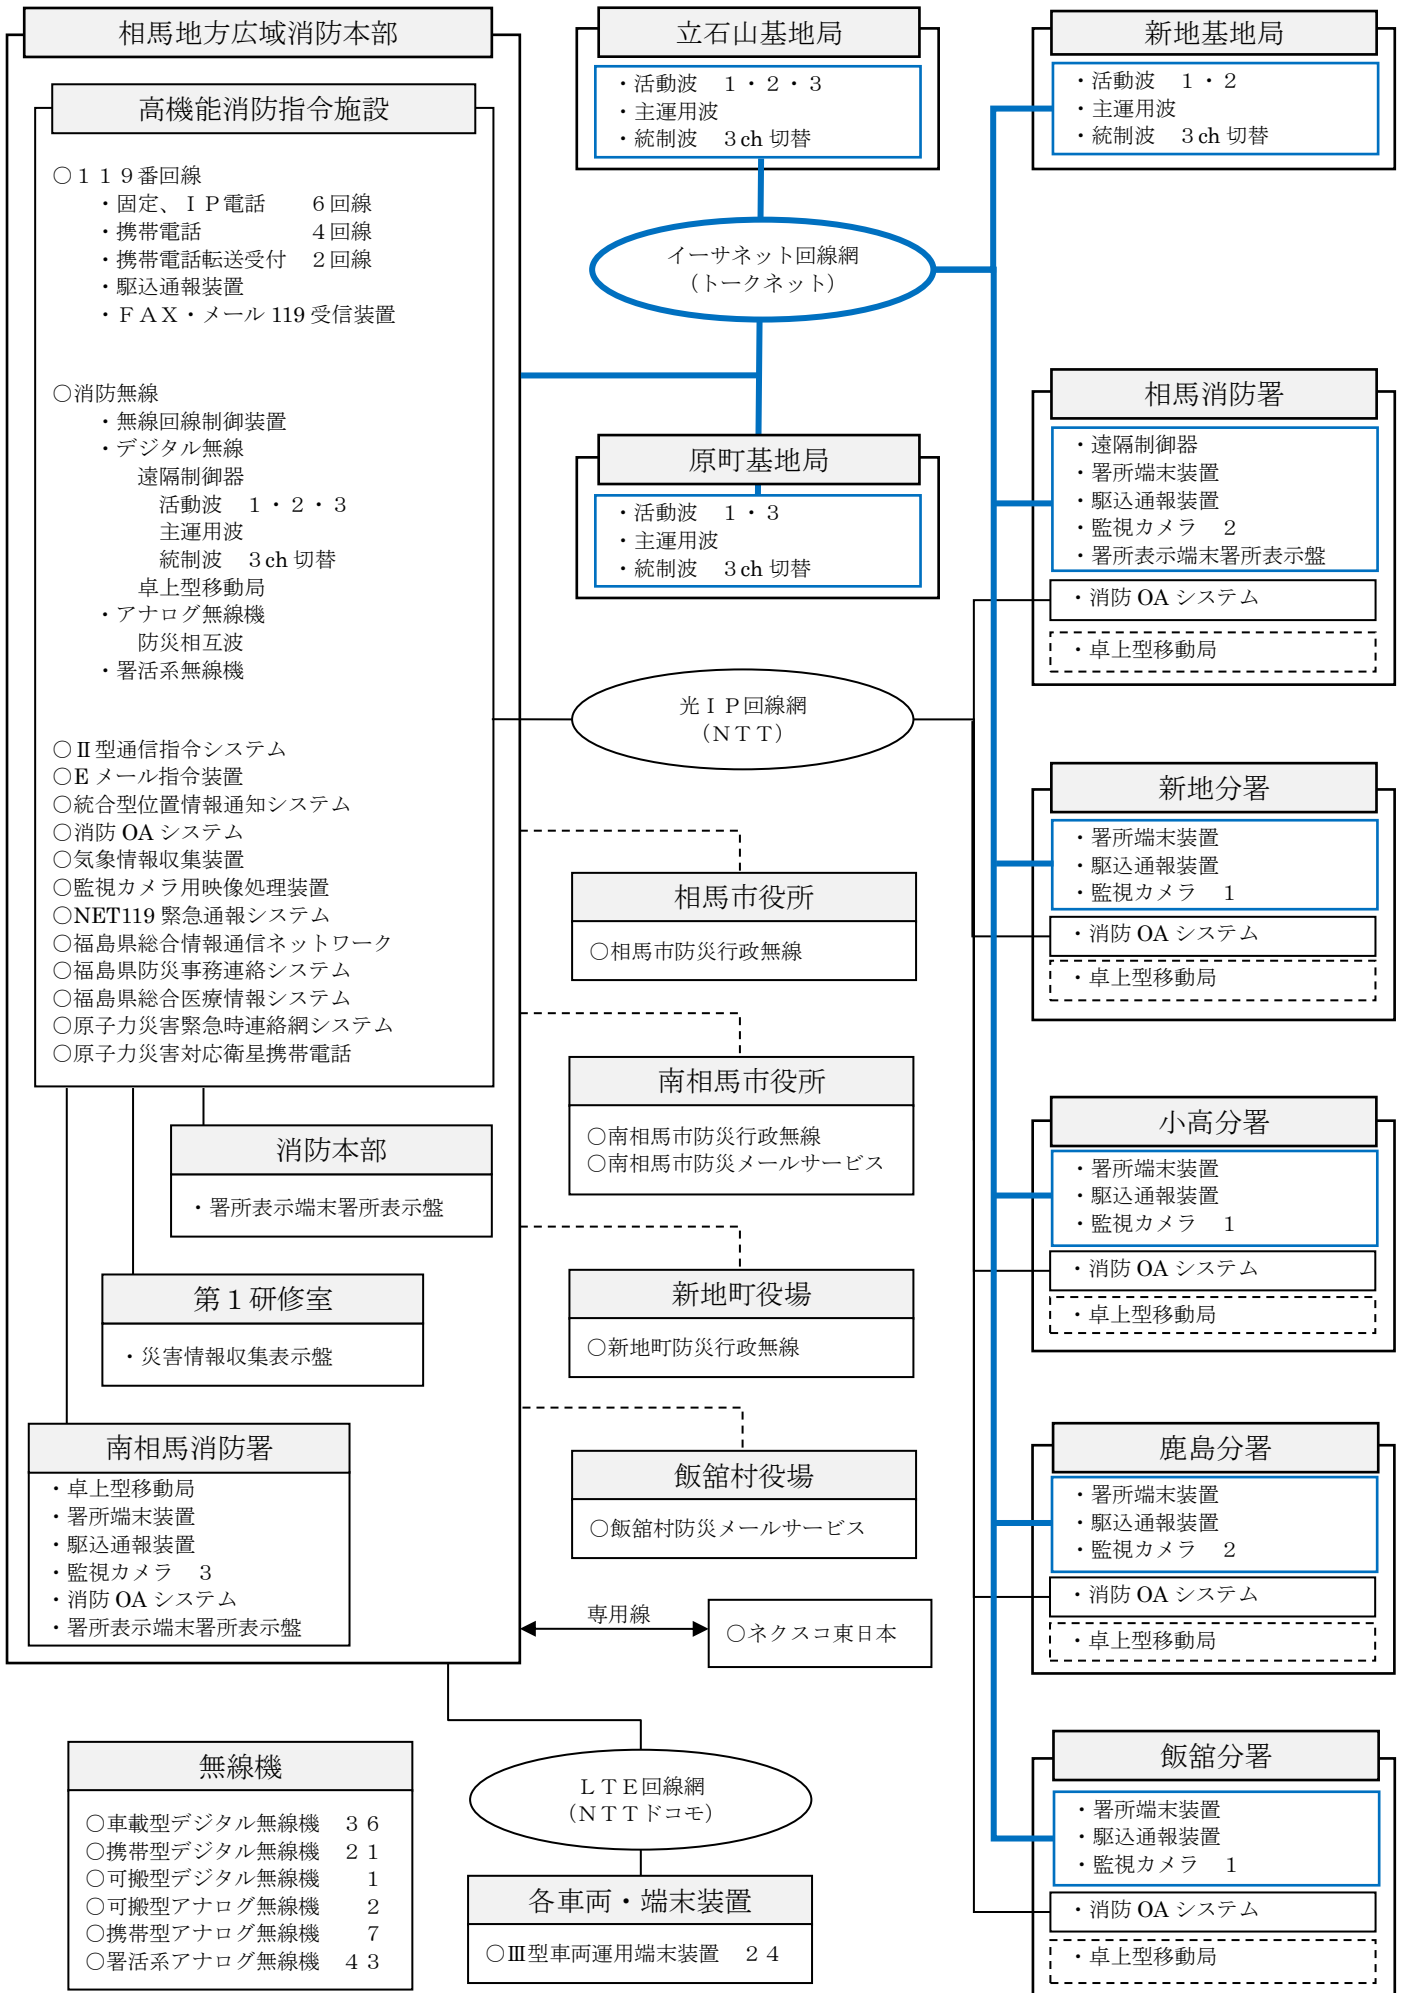 相馬地方広域消防本部
高機能消防指令施設
○１１９番回線
・固定、ＩＰ電話　　６回線
・携帯電話　　　　　４回線
・携帯電話転送受付　２回線
・駆込通報装置
・ＦＡＸ・メール119受信装置
○消防無線
・無線回線制御装置
・デジタル無線
遠隔制御器
活動波　１・２・３
主運用波
統制波　３ch切替
卓上型移動局
・アナログ無線機
防災相互波
・署活系無線機
○Ⅱ型通信指令システム
○Eメール指令装置
○統合型位置情報通知システム
○消防OAシステム
○気象情報収集装置
○監視カメラ用映像処理装置
○NET119緊急通報システム
○福島県総合情報通信ネットワーク
○福島県防災事務連絡システム
○福島県総合医療情報システム
○原子力災害緊急時連絡網システム
○原子力災害対応衛星携帯電話
消防本部
・署所表示端末署所表示盤
第１研修室
・災害情報収集表示盤
南相馬消防署
・卓上型移動局
・署所端末装置
・駆込通報装置
・監視カメラ　３
・消防OAシステム
・署所表示端末署所表示盤
無線機
○車載型デジタル無線機　３６
○携帯型デジタル無線機　２１
○可搬型デジタル無線機　　１
○可搬型アナログ無線機　　２
○携帯型アナログ無線機　　７
○署活系アナログ無線機　４３
立石山基地局
・活動波　１・２・３
・主運用波
・統制波　３ch切替
イーサネット回線網
（トークネット）
原町基地局
・活動波　１・３
・主運用波
・統制波　３ch切替
光ＩＰ回線網
（ＮＴＴ）
相馬市役所
○相馬市防災行政無線
南相馬市役所
○南相馬市防災行政無線
○南相馬市防災メールサービス
新地町役場
○新地町防災行政無線
飯舘村役場
○飯舘村防災メールサービス
専用線
○ネクスコ東日本
ＬＴＥ回線網
（ＮＴＴドコモ）
各車両・端末装置
○Ⅲ型車両運用端末装置　２４
新地基地局
・活動波　１・２
・主運用波
・統制波　３ch切替
相馬消防署
・遠隔制御器
・署所端末装置
・駆込通報装置
・監視カメラ　２
・署所表示端末署所表示盤
・消防OAシステム
・卓上型移動局
新地分署
・署所端末装置
・駆込通報装置
・監視カメラ　１
・消防OAシステム
・卓上型移動局
小高分署
・署所端末装置
・駆込通報装置
・監視カメラ　１
・消防OAシステム
・卓上型移動局
鹿島分署
・署所端末装置
・駆込通報装置
・監視カメラ　２
・消防OAシステム
・卓上型移動局
飯舘分署
・署所端末装置
・駆込通報装置
・監視カメラ　１
・消防OAシステム
・卓上型移動局